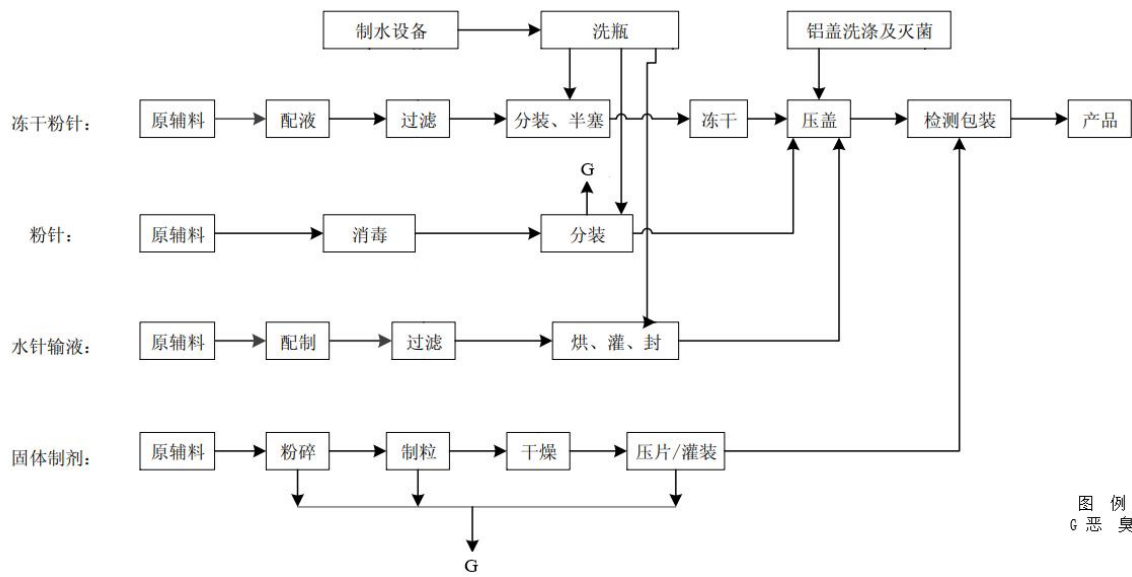 制水设备
洗瓶
铝盖洗涤及灭菌
冻干粉针：
原辅料
配液
过滤
分装、半塞
冻干
压盖
检测包装
产品
G
粉针：
原辅料
消毒
分装
水针输液：
原辅料
配制
过滤
烘、灌、封
固体制剂：
原辅料
粉碎
制粒
干燥
压片/灌装
图 例
G 恶 臭
G